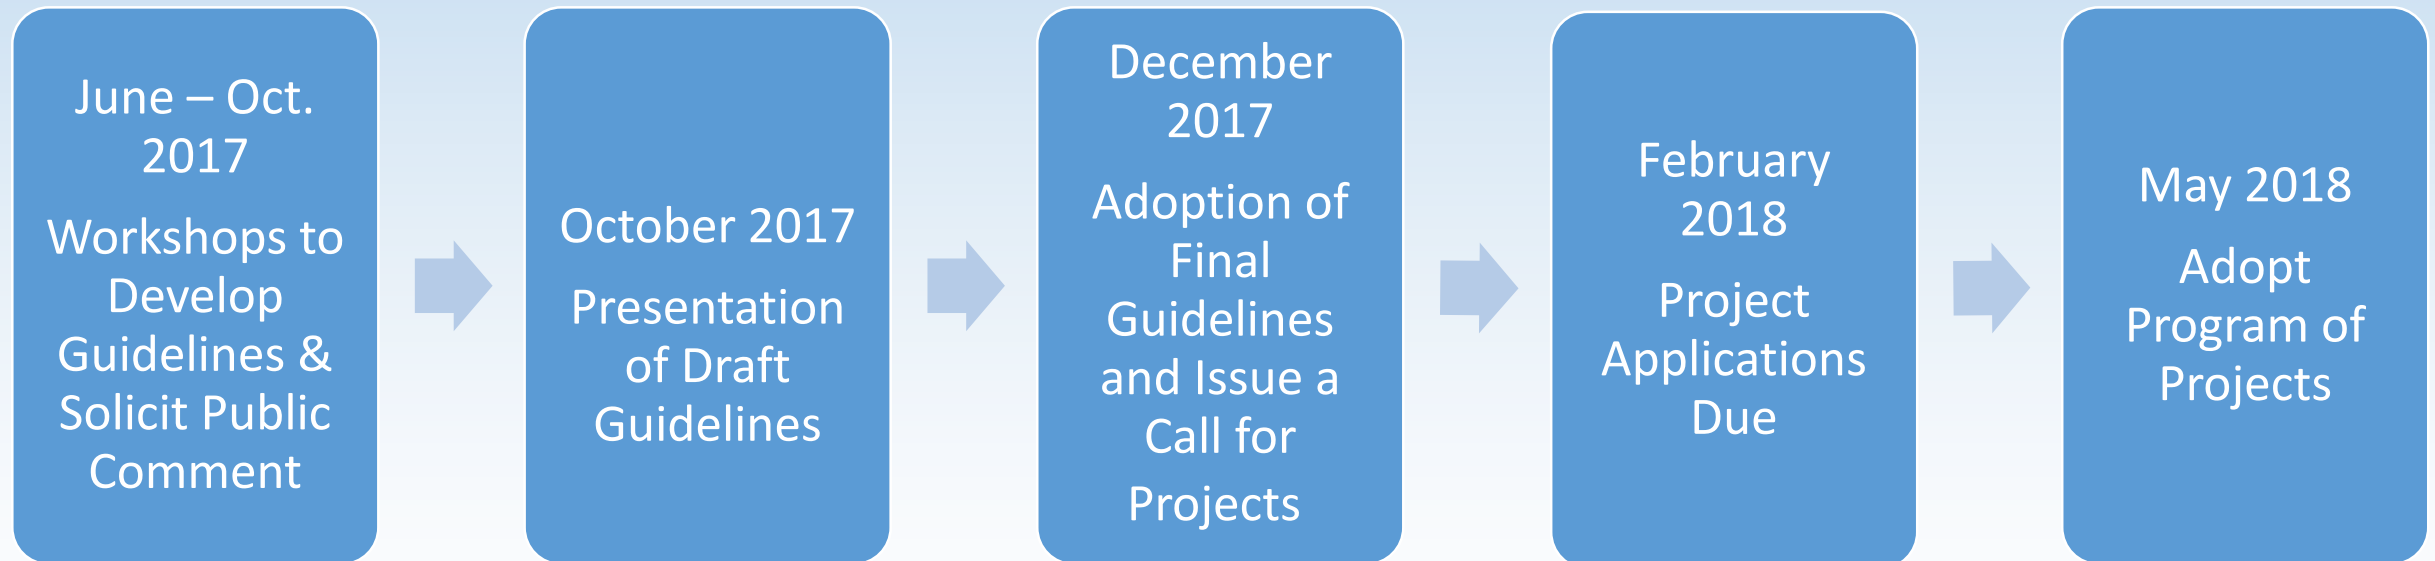 June – Oct.
2017
Workshops to
Develop
Guidelines &
Solicit Public
Comment
October 2017
Presentation
of Draft
Guidelines
December
2017
Adoption of
Final
Guidelines
and Issue a
Call for
Projects
February
2018
Project
Applications
Due
May 2018
Adopt
Program of
Projects